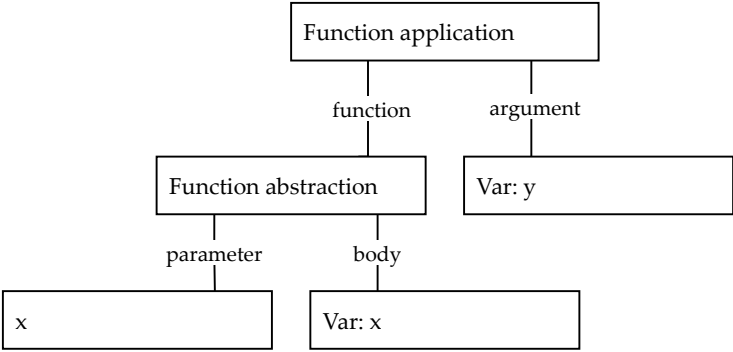 Function application
function
argument
Function abstraction
Var: y
parameter
body
x
Var: x